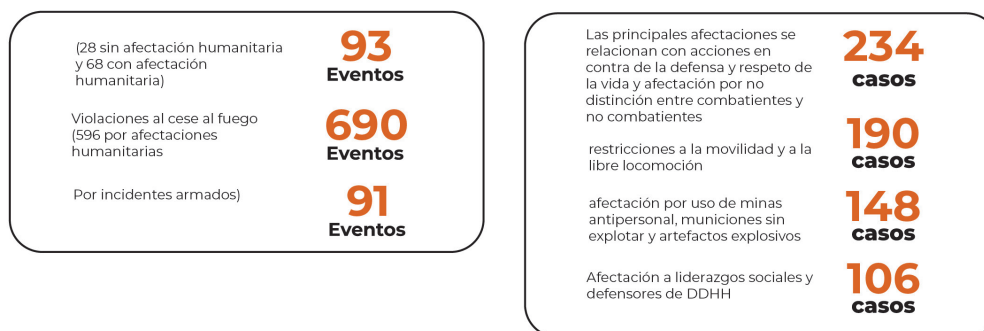 (28 sin afectación humanitaria
y 68 con afectación
humanitaria)
93
Eventos
Violaciones al cese al fuego
(596 por afectaciones
humanitarias
690
Eventos
Por incidentes armados)
91
Eventos
Las principales afectaciones se
relacionan con acciones en
contra de la defensa y respeto de
la vida y afectación por no
distinción entre combatientes y
no combatientes
234
casos
restricciones a la movilidad y a la
libre locomoción
190
casos
afectación por uso de minas
antipersonal, municiones sin
explotar y artefactos explosivos
148
casos
Afectación a liderazgos sociales y
defensores de DDHH
106
casos